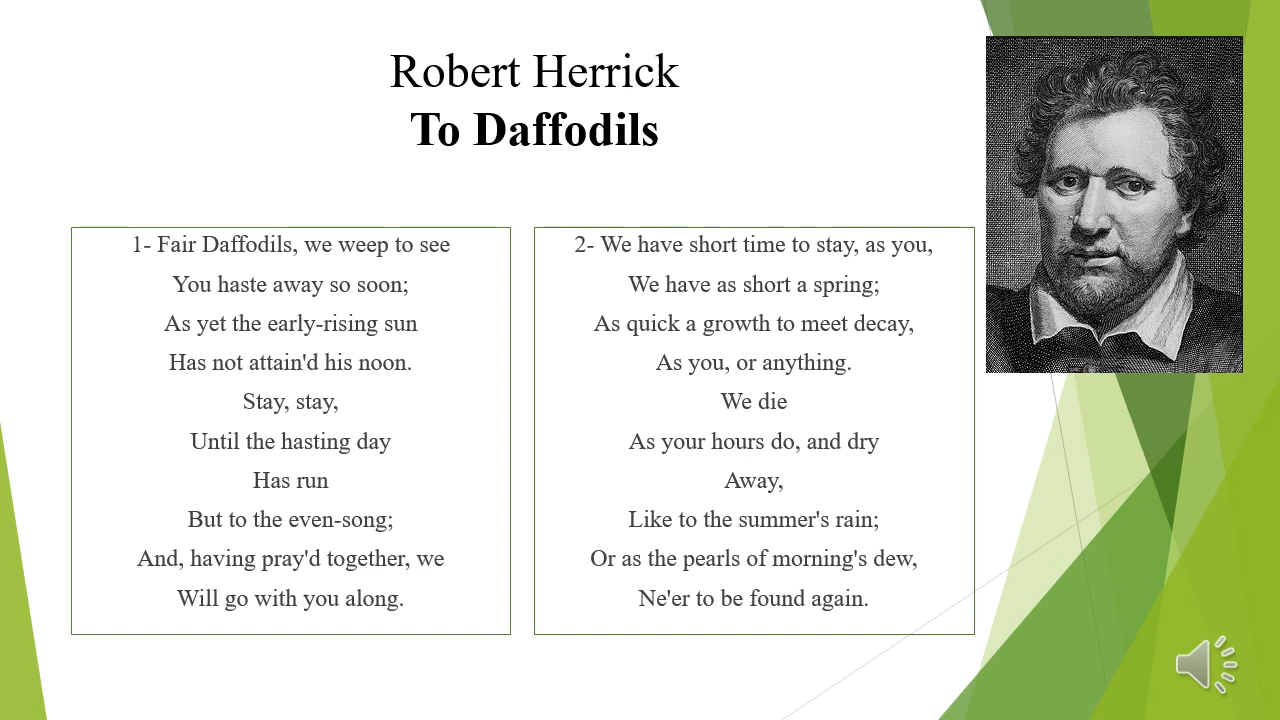 Robert Herrick
To Daffodils
1- Fair Daffodils, we weep to see
You haste away so soon;
As yet the early-rising sun
Has not attain'd his noon.
Stay, stay,
Until the hasting day
Has run
But to the even-song;
And, having pray'd together, we
Will go with you along.
2- We have short time to stay, as you,
We have as short a spring;
As quick a growth to meet decay,
As you, or anything.
We die
As your hours do, and dry
Away,
Like to the summer's rain;
Or as the pearls of morning's dew,
Ne'er to be found again.